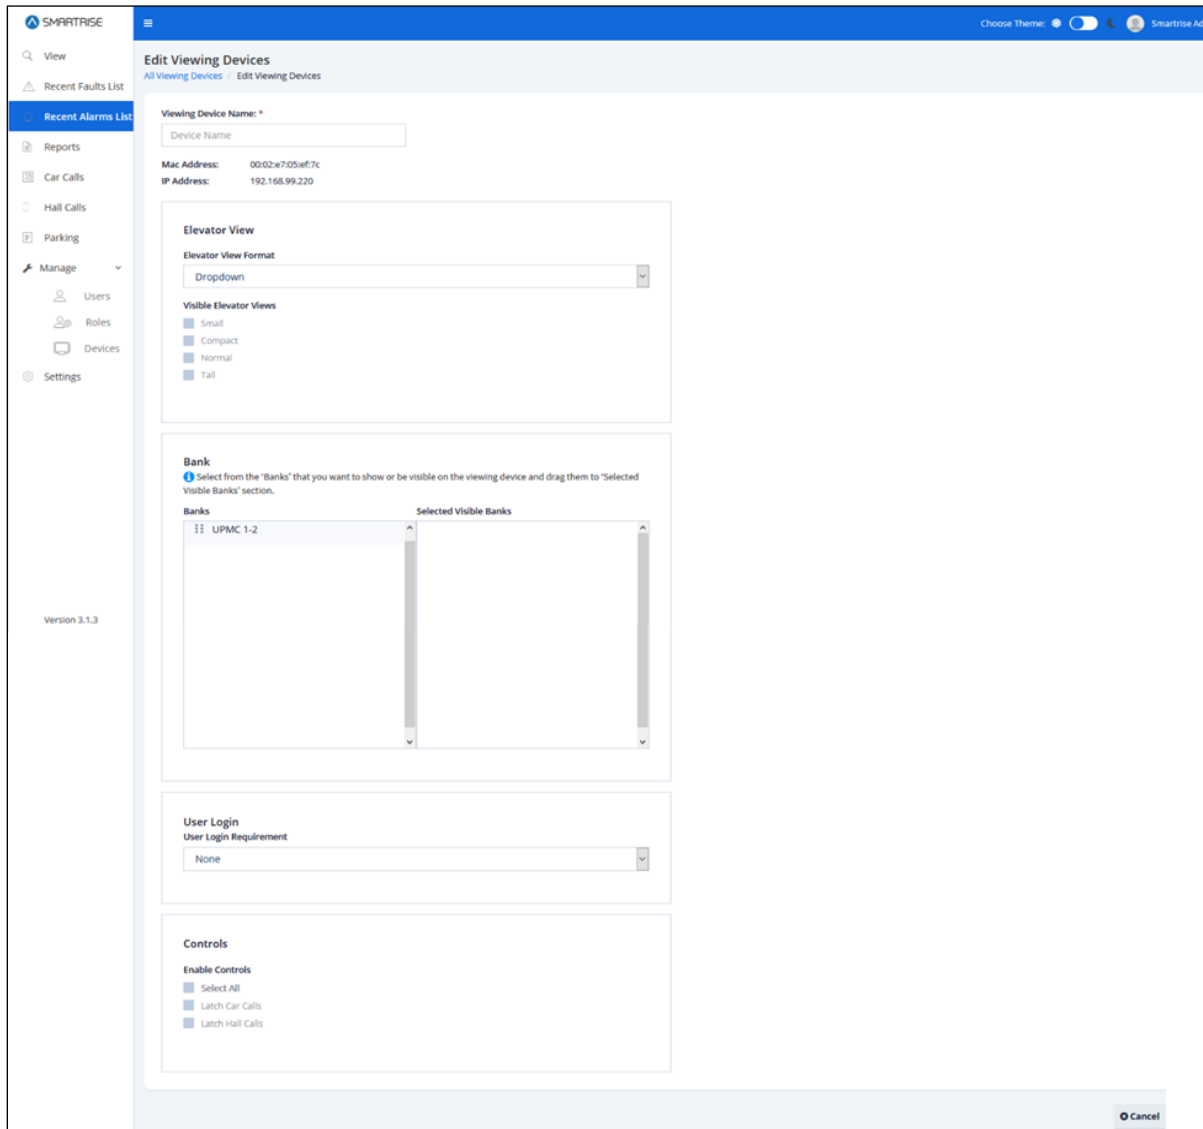 SMARTRISE
Choose Theme:
Smartrise Ad
View
Recent Faults List
Recent Alarms List
Reports
Car Calls
Hall Calls
Parking
Manage
Users
Roles
Devices
Settings
Version 3.1.3
Edit Viewing Devices
All Viewing Devices / Edit Viewing Devices
Viewing Device Name: *
Device Name
Mac Address: 00:02:e7:05:ef:7c
IP Address: 192.168.99.220
Elevator View
Elevator View Format
Dropdown
Visible Elevator Views
Small
Compact
Normal
Tall
Bank
Select from the 'Banks' that you want to show or be visible on the viewing device and drag them to 'Selected
Visible Banks' section.
Banks Selected Visible Banks
UPMC 1-2
User Login
User Login Requirement
None
Controls
Enable Controls
Select All
Latch Car Calls
Latch Hall Calls
Cancel